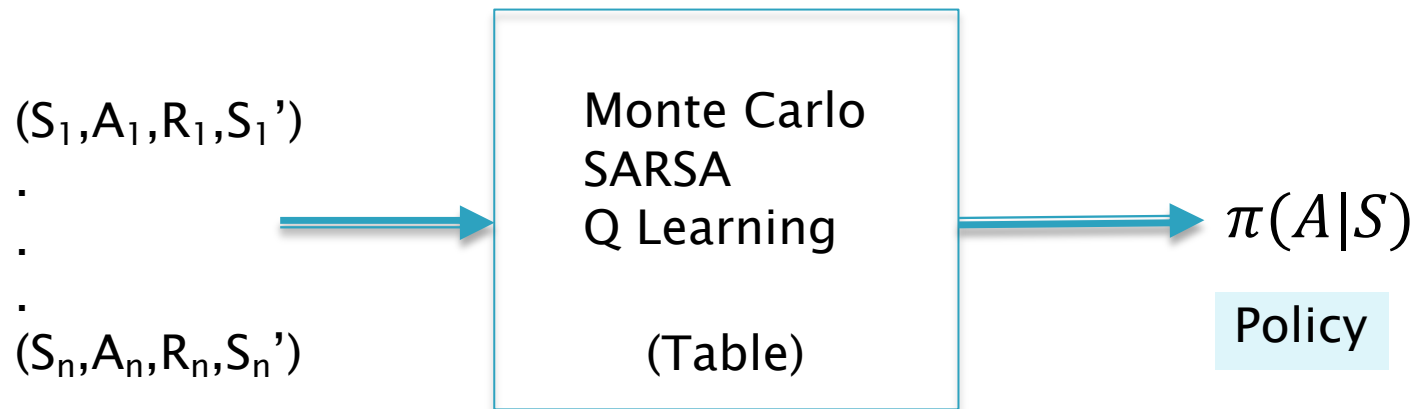 (S₁,A₁,R₁,S₁’)
.
.
.
(Sₙ,Aₙ,Rₙ,Sₙ’)
Monte Carlo
SARSA
Q Learning
(Table)
𝜋(𝐴|𝑆)
Policy